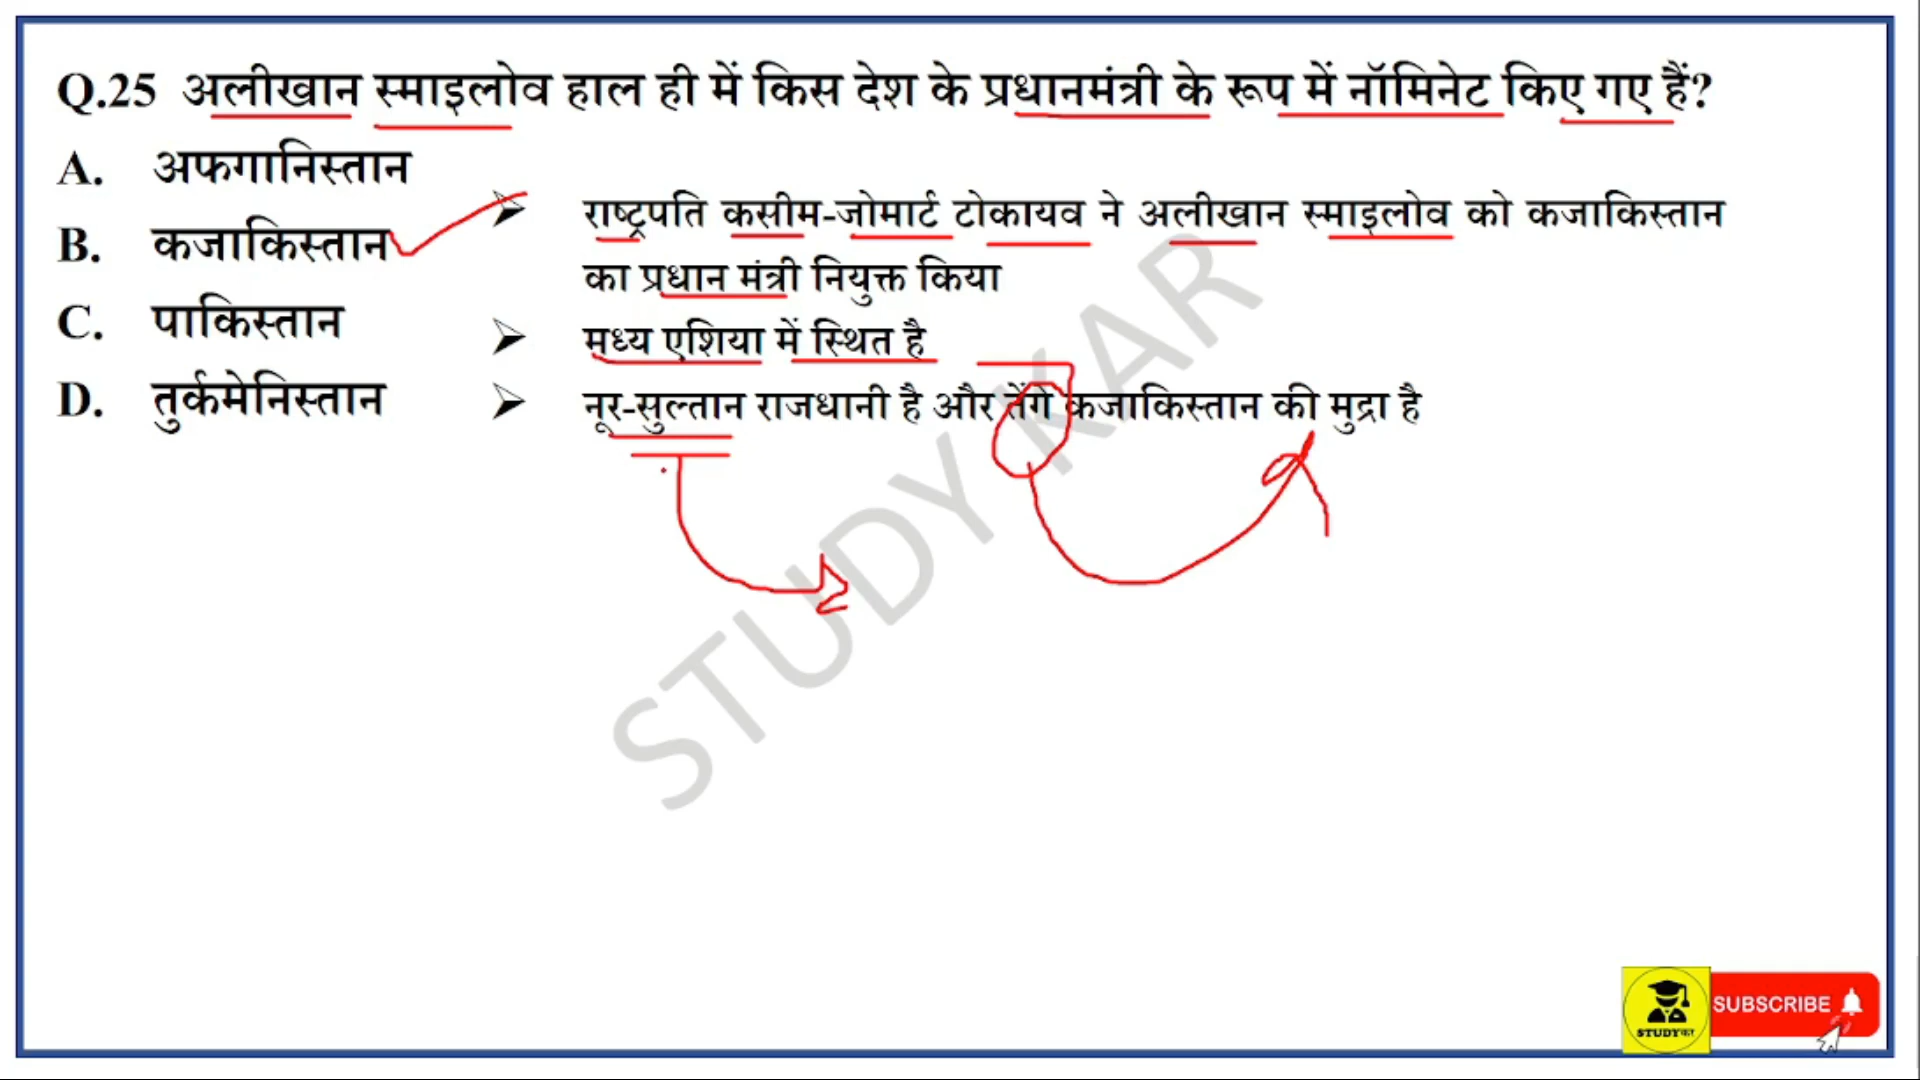 Q.25 अलीखान स्माइलोव हाल ही में किस देश के प्रधानमंत्री के रूप में नॉमिनेट किए गए हैं?
A. अफगानिस्तान
B. कजाकिस्तान
C. पाकिस्तान
D. तुर्कमेनिस्तान
➢ राष्ट्रपति कसीम-जोमार्ट टोकायव ने अलीखान स्माइलोव को कजाकिस्तान
का प्रधान मंत्री नियुक्त किया
➢ मध्य एशिया में स्थित है
➢ नूर-सुल्तान राजधानी है और तेंगे कजाकिस्तान की मुद्रा है
STUDY KAR
STUDYकर
SUBSCRIBE